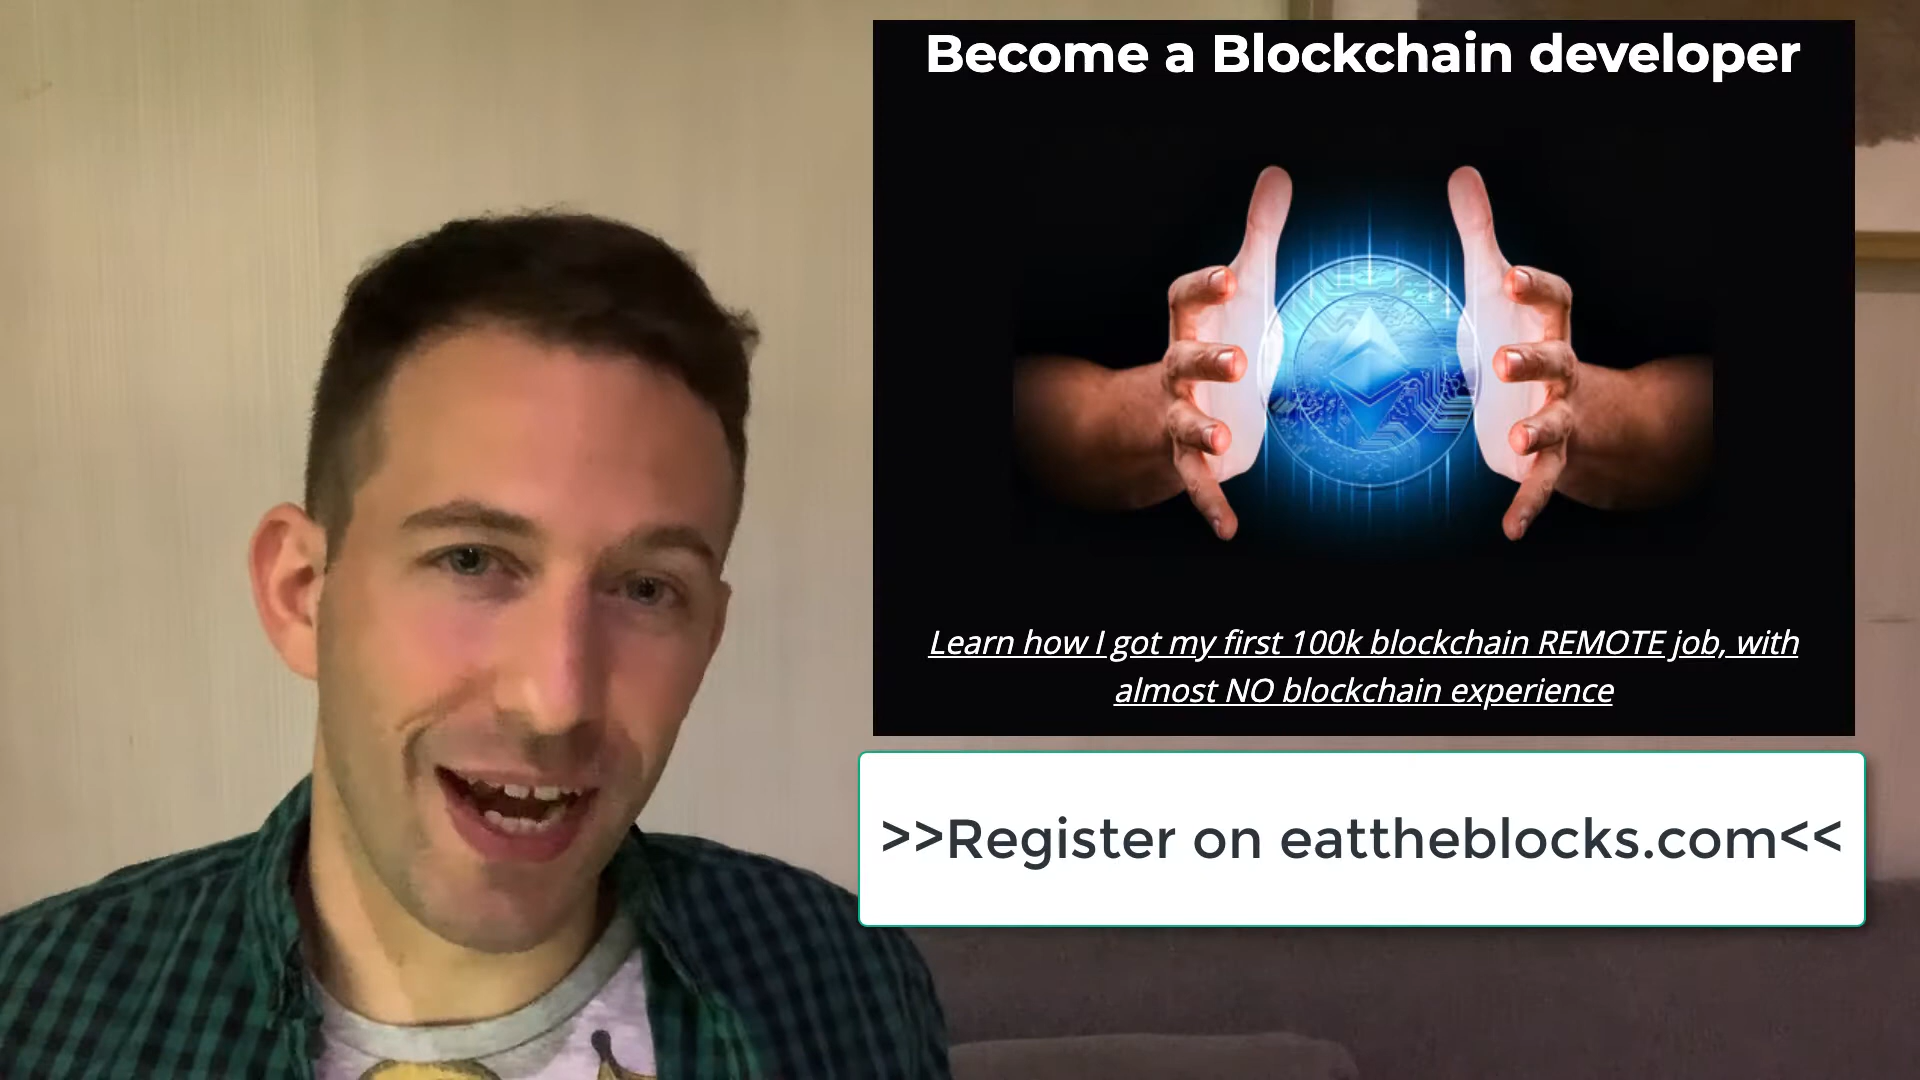 Become a Blockchain developer
Learn how I got my first 100k blockchain REMOTE job, with
almost NO blockchain experience
>>Register on eattheblocks.com<<